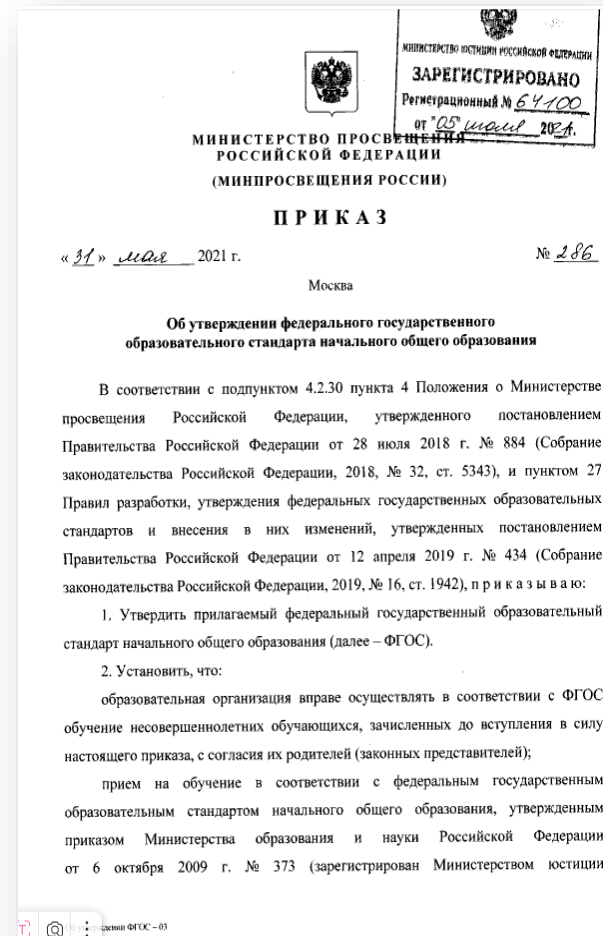 МИНИСТЕРСТВО ЮСТИЦИИ РОССИЙСКОЙ ФЕДЕРАЦИИ
ЗАРЕГИСТРИРОВАНО
Регистрационный № 64100
от "05" июля 2021г.
МИНИСТЕРСТВО ПРОСВЕЩЕНИЯ
РОССИЙСКОЙ ФЕДЕРАЦИИ
(МИНПРОСВЕЩЕНИЯ РОССИИ)
ПРИКАЗ
« 31 » мая 2021 г. № 286
Москва
Об утверждении федерального государственного
образовательного стандарта начального общего образования
В соответствии с подпунктом 4.2.30 пункта 4 Положения о Министерстве
просвещения Российской Федерации, утвержденного постановлением
Правительства Российской Федерации от 28 июля 2018 г. № 884 (Собрание
законодательства Российской Федерации, 2018, № 32, ст. 5343), и пунктом 27
Правил разработки, утверждения федеральных государственных образовательных
стандартов и внесения в них изменений, утвержденных постановлением
Правительства Российской Федерации от 12 апреля 2019 г. № 434 (Собрание
законодательства Российской Федерации, 2019, № 16, ст. 1942), п р и к а з ы в а ю:
1. Утвердить прилагаемый федеральный государственный образовательный
стандарт начального общего образования (далее – ФГОС).
2. Установить, что:
образовательная организация вправе осуществлять в соответствии с ФГОС
обучение несовершеннолетних обучающихся, зачисленных до вступления в силу
настоящего приказа, с согласия их родителей (законных представителей);
прием на обучение в соответствии с федеральным государственным
образовательным стандартом начального общего образования, утвержденным
приказом Министерства образования и науки Российской Федерации
от 6 октября 2009 г. № 373 (зарегистрирован Министерством юстиции
ФГОС – 03